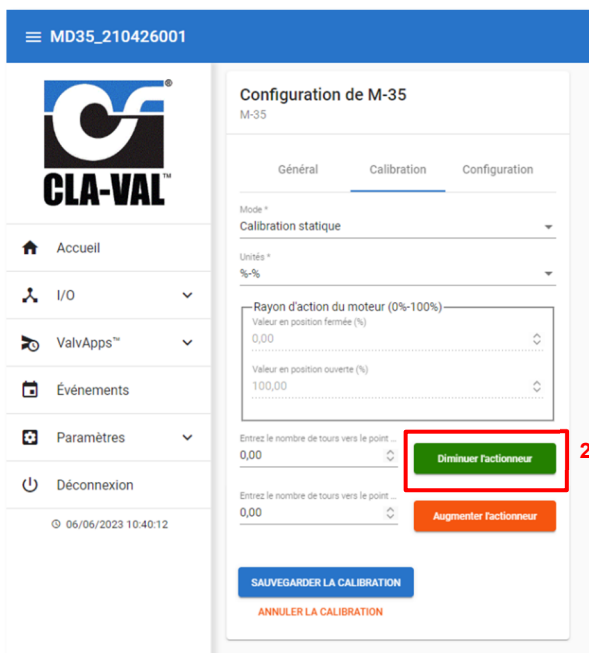 MD35_210426001
®
CLA-VAL™
Accueil
I/O
ValvApps™
Événements
Paramètres
Déconnexion
06/06/2023 10:40:12
Configuration de M-35
M-35
Général Calibration Configuration
Mode *
Calibration statique
Unités *
%-%
Rayon d'action du moteur (0%-100%)
Valeur en position fermée (%)
0,00
Valeur en position ouverte (%)
100,00
Entrez le nombre de tours vers le point ...
0,00
Diminuer l'actionneur
2
Entrez le nombre de tours vers le point ...
0,00
Augmenter l'actionneur
SAUVEGARDER LA CALIBRATION
ANNULER LA CALIBRATION